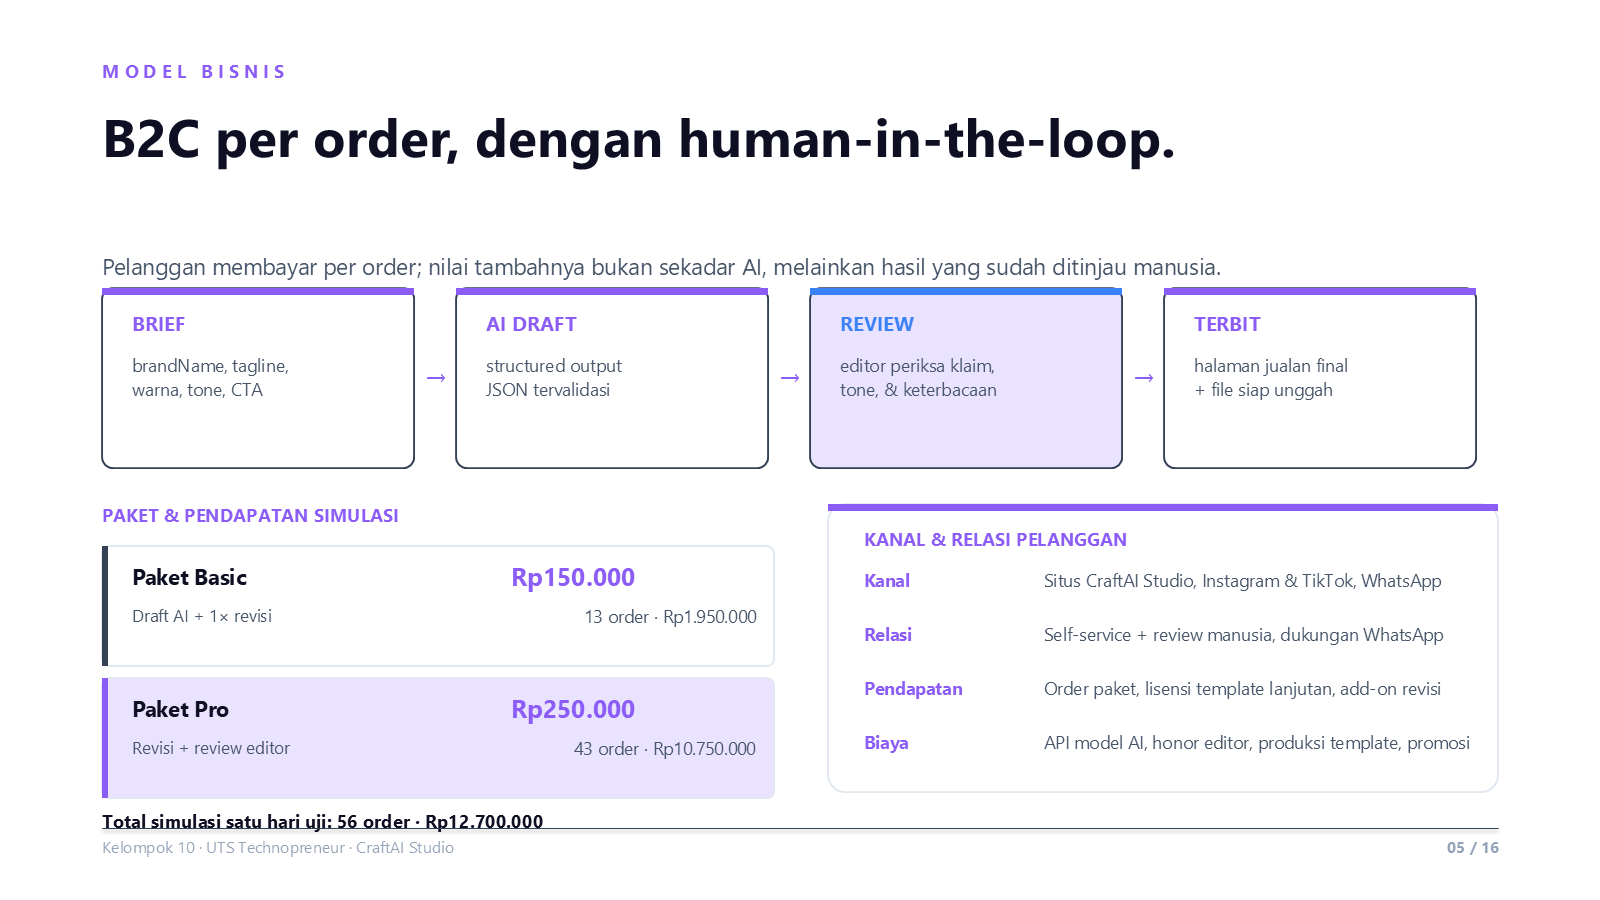 MODEL BISNIS
B2C per order, dengan human-in-the-loop.
Pelanggan membayar per order; nilai tambahnya bukan sekadar AI, melainkan hasil yang sudah ditinjau manusia.
BRIEF
brandName, tagline,
warna, tone, CTA
→
AI DRAFT
structured output
JSON tervalidasi
→
REVIEW
editor periksa klaim,
tone, & keterbacaan
→
TERBIT
halaman jualan final
+ file siap unggah
PAKET & PENDAPATAN SIMULASI
Paket Basic
Rp150.000
Draft AI + 1× revisi
13 order · Rp1.950.000
Paket Pro
Rp250.000
Revisi + review editor
43 order · Rp10.750.000
Total simulasi satu hari uji: 56 order · Rp12.700.000
KANAL & RELASI PELANGGAN
Kanal
Situs CraftAI Studio, Instagram & TikTok, WhatsApp
Relasi
Self-service + review manusia, dukungan WhatsApp
Pendapatan
Order paket, lisensi template lanjutan, add-on revisi
Biaya
API model AI, honor editor, produksi template, promosi
Kelompok 10 · UTS Technopreneur · CraftAI Studio
05 / 16